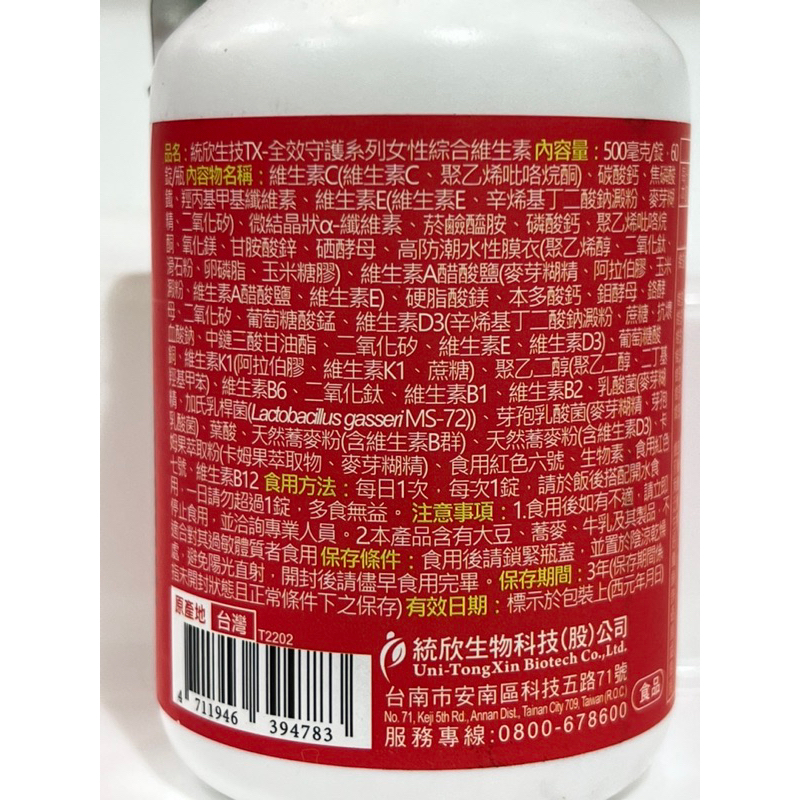 品名：統欣生技TX-全效守護系列女性綜合維生素 內容量：500毫克/錠、60
錠/瓶 內容物名稱：維生素C(維生素C、聚乙烯吡咯烷酮)、碳酸鈣、焦磷酸
鐵、羥丙基甲基纖維素、維生素E(維生素E、辛烯基丁二酸鈉澱粉、麥芽糊
精、二氧化矽)、微結晶狀α-纖維素、菸鹼醯胺、磷酸鈣、聚乙烯吡咯烷
酮、氧化鎂、甘胺酸鋅、硒酵母、高防潮水性膜衣(聚乙烯醇、二氧化鈦、
滑石粉、卵磷脂、玉米糖膠)、維生素A醋酸鹽(麥芽糊精、阿拉伯膠、玉米
澱粉、維生素A醋酸鹽、維生素E)、硬脂酸鎂、本多酸鈣、鉬酵母、鉻酵
母、二氧化矽、葡萄糖酸錳、維生素D3(辛烯基丁二酸鈉澱粉、蔗糖、抗壞
血酸鈉、中鏈三酸甘油酯、二氧化矽、維生素E、維生素D3)、葡萄糖酸
銅、維生素K1(阿拉伯膠、維生素K1、蔗糖)、聚乙二醇(聚乙二醇、二丁基
羥基甲苯)、維生素B6、二氧化鈦、維生素B1、維生素B2、乳酸菌(麥芽糊
精、加氏乳桿菌(Lactobacillus gasseri MS-72))、芽孢乳酸菌(麥芽糊精、芽孢
乳酸菌)、葉酸、天然蕎麥粉(含維生素B群)、天然蕎麥粉(含維生素D3)、卡
姆果萃取粉(卡姆果萃取物、麥芽糊精)、食用紅色六號、生物素、食用紅色
七號、維生素B12 食用方法：每日1次，每次1錠，請於飯後搭配開水食
用，一日請勿超過1錠，多食無益。注意事項：1.食用後如有不適，請立即
停止食用，並洽詢專業人員。2.本產品含有大豆、蕎麥、牛乳及其製品，不
適合對其過敏體質者食用 保存條件：食用後請鎖緊瓶蓋，並置於陰涼乾燥
處，避免陽光直射，開封後請儘早食用完畢。保存期間：3年(保存期間係
指未開封狀態且正常條件下之保存) 有效日期：標示於包裝上(西元年月日)
原產地 台灣 T2202
4 711946 394783
統欣生物科技(股)公司
Uni-TongXin Biotech Co.,Ltd.
台南市安南區科技五路71號
No. 71, Keji 5th Rd., Annan Dist., Tainan City 709, Taiwan (R.O.C.)
服務專線：0800-678600
食品